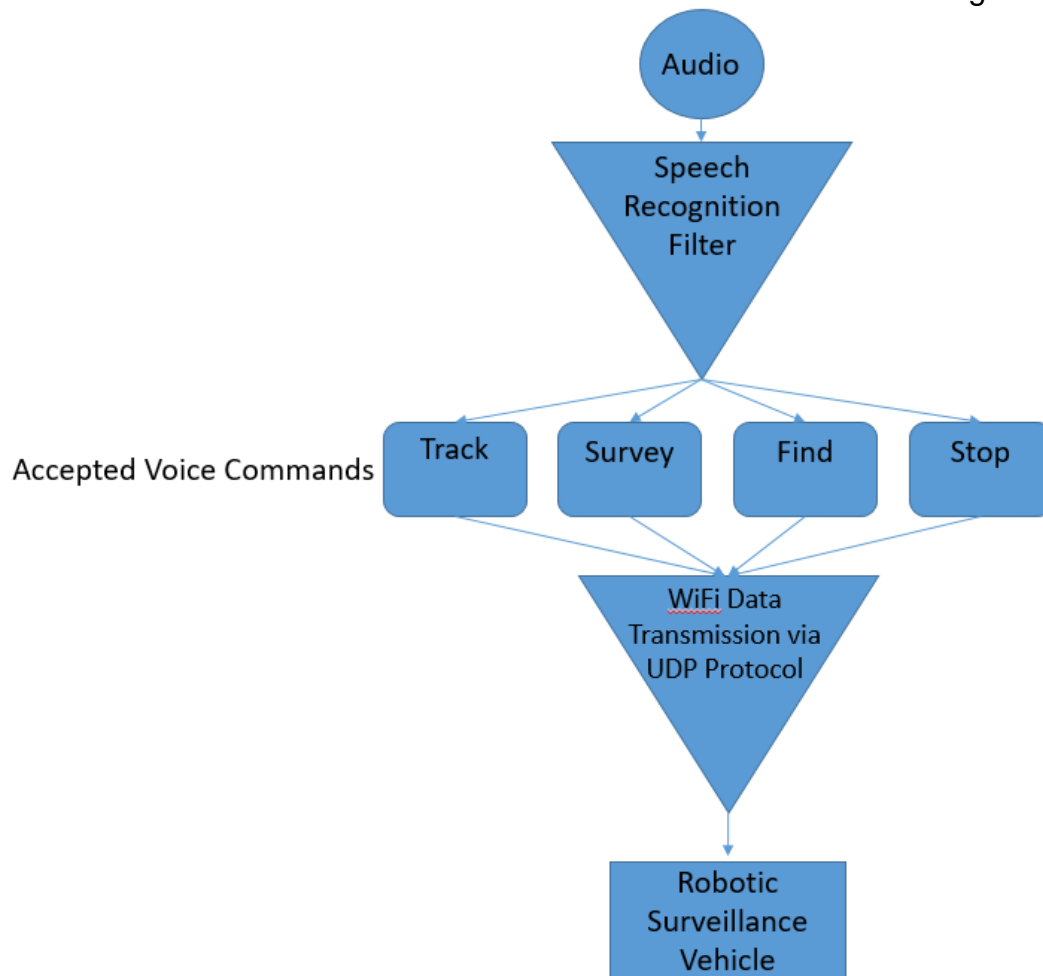 g
Audio
Speech
Recognition
Filter
Accepted Voice Commands
Track
Survey
Find
Stop
WiFi Data
Transmission via
UDP Protocol
Robotic
Surveillance
Vehicle